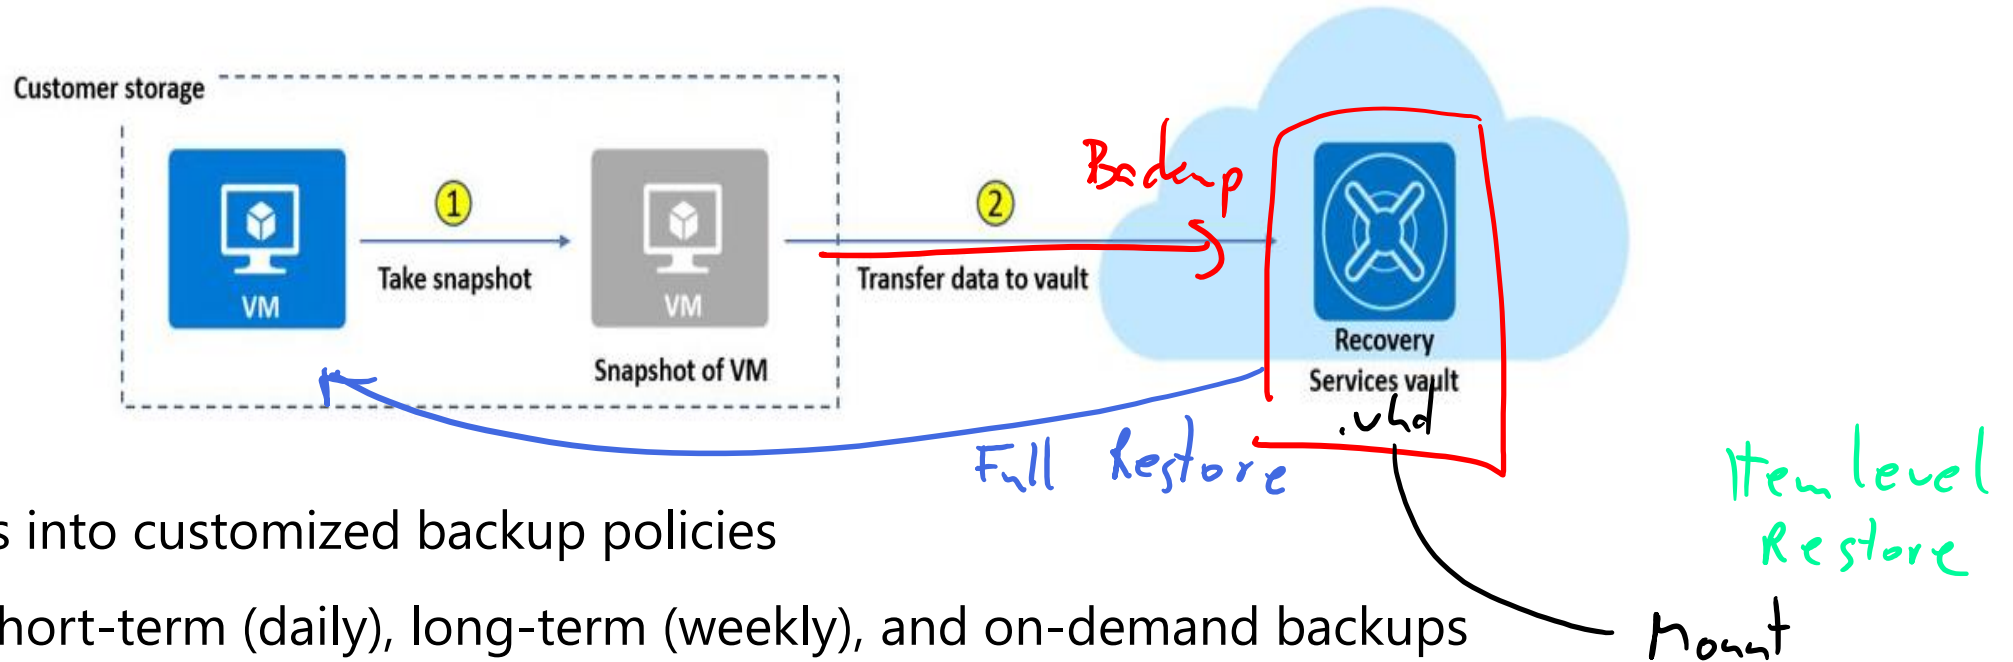 Customer storage
VM
1
Take snapshot
VM
Snapshot of VM
2
Transfer data to vault
Backup
Recovery
Services vault
.vhd
Full Restore
Item level
Restore
s into customized backup policies
hort-term (daily), long-term (weekly), and on-demand backups
Mount